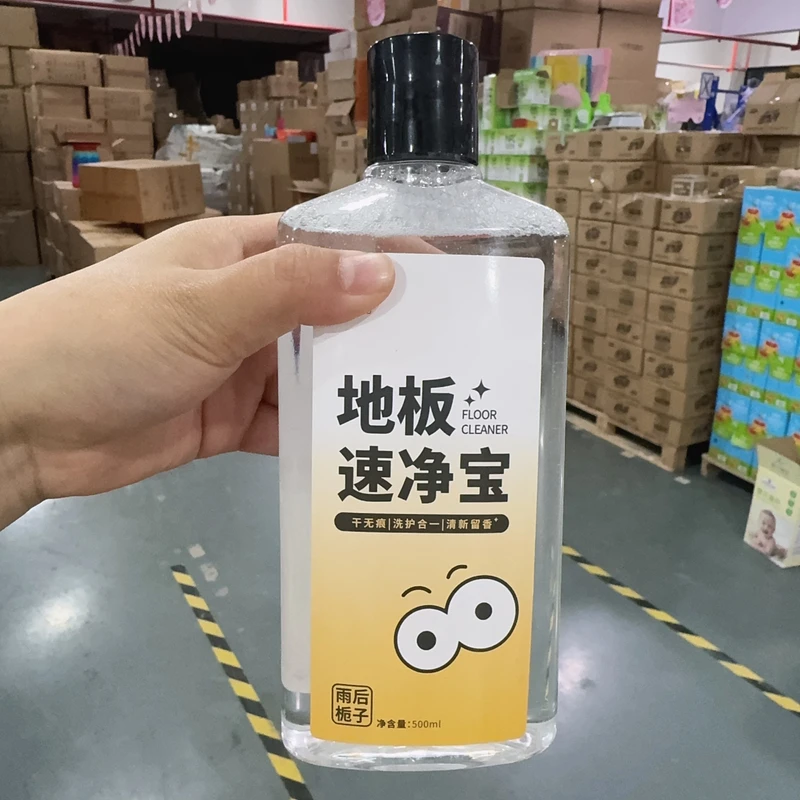 地板
FLOOR
CLEANER
速净宝
干无痕|洗护合一|清新留香
雨后
栀子
净含量:500ml